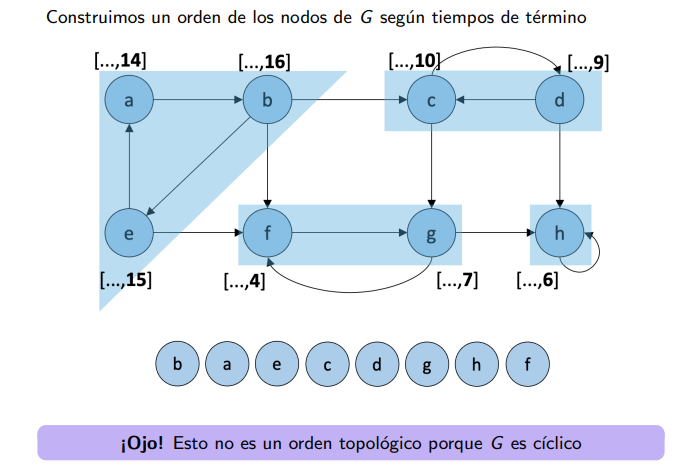 Construimos un orden de los nodos de G según tiempos de término
[...,14] [...,16] [...,10] [...,9]
a b c d
e f g h
[...,15] [...,4] [...,7] [...,6]
b a e c d g h f
¡Ojo! Esto no es un orden topológico porque G es cíclico